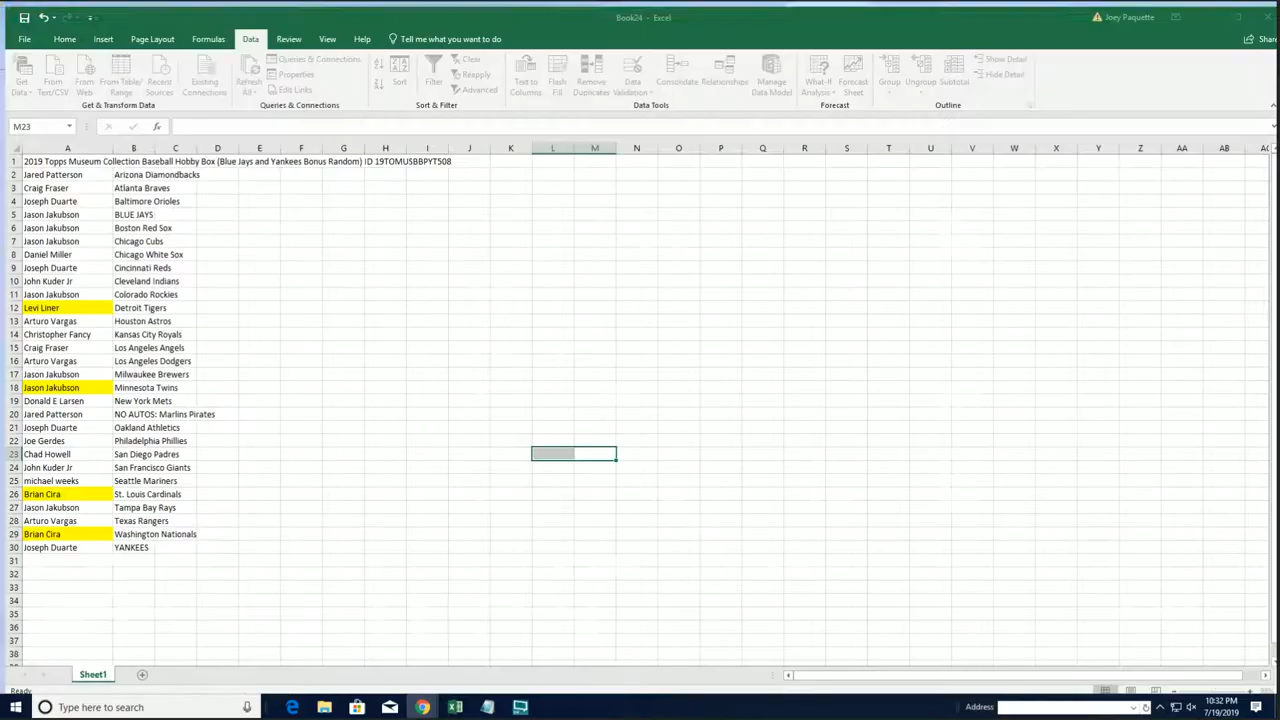 Book24 - Excel
Joey Paquette
File Home Insert Page Layout Formulas Data Review View Help Tell me what you want to do Share
Get Data From Text/CSV From Web From Table/Range Recent Sources Existing Connections
Get & Transform Data
Refresh All Queries & Connections Properties Edit Links
Queries & Connections
Sort Filter Clear Reapply Advanced
Sort & Filter
Text to Columns Flash Fill Remove Duplicates Data Validation Consolidate Relationships Manage Data Model
Data Tools
What-If Analysis Forecast Sheet
Forecast
Group Ungroup Subtotal Show Detail Hide Detail
Outline
M23 fx
A B C D E F G H I J K L M N O P Q R S T U V W X Y Z AA AB AC
1 2019 Topps Museum Collection Baseball Hobby Box (Blue Jays and Yankees Bonus Random) ID 19TOMUSBBPYT508
2 Jared Patterson Arizona Diamondbacks
3 Craig Fraser Atlanta Braves
4 Joseph Duarte Baltimore Orioles
5 Jason Jakubson BLUE JAYS
6 Jason Jakubson Boston Red Sox
7 Jason Jakubson Chicago Cubs
8 Daniel Miller Chicago White Sox
9 Joseph Duarte Cincinnati Reds
10 John Kuder Jr Cleveland Indians
11 Jason Jakubson Colorado Rockies
12 Levi Liner Detroit Tigers
13 Arturo Vargas Houston Astros
14 Christopher Fancy Kansas City Royals
15 Craig Fraser Los Angeles Angels
16 Arturo Vargas Los Angeles Dodgers
17 Jason Jakubson Milwaukee Brewers
18 Jason Jakubson Minnesota Twins
19 Donald E Larsen New York Mets
20 Jared Patterson NO AUTOS: Marlins Pirates
21 Joseph Duarte Oakland Athletics
22 Joe Gerdes Philadelphia Phillies
23 Chad Howell San Diego Padres
24 John Kuder Jr San Francisco Giants
25 michael weeks Seattle Mariners
26 Brian Cira St. Louis Cardinals
27 Jason Jakubson Tampa Bay Rays
28 Arturo Vargas Texas Rangers
29 Brian Cira Washington Nationals
30 Joseph Duarte YANKEES
31
32
33
34
35
36
37
38
Sheet1
Ready
Type here to search
Address
10:32 PM
7/19/2019